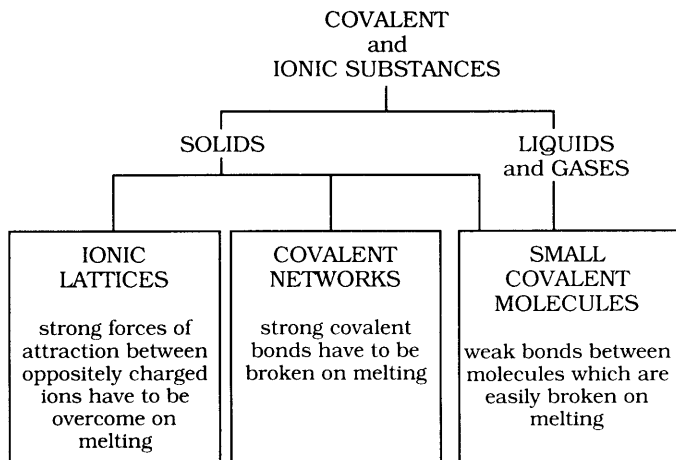 COVALENT
and
IONIC SUBSTANCES
SOLIDS
LIQUIDS
and GASES
IONIC
LATTICES
strong forces of
attraction between
oppositely charged
ions have to be
overcome on
melting
COVALENT
NETWORKS
strong covalent
bonds have to be
broken on melting
SMALL
COVALENT
MOLECULES
weak bonds between
molecules which are
easily broken on
melting